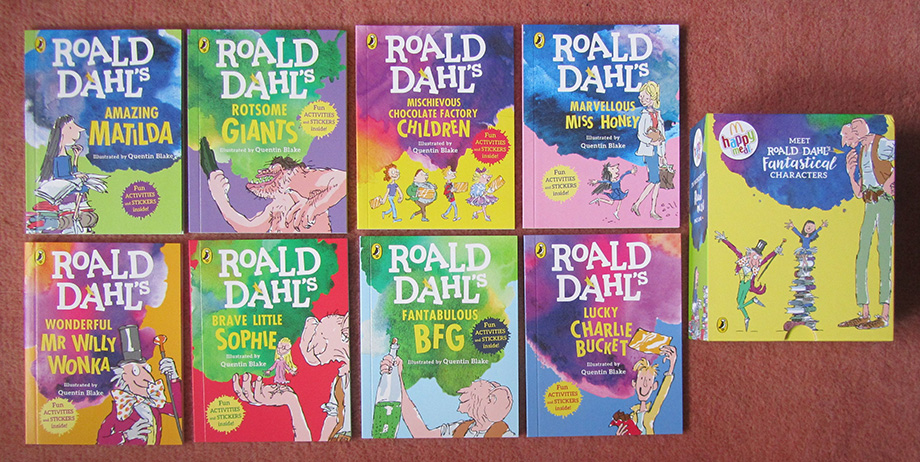 ROALD
DAHL'S
AMAZING
MATILDA
Illustrated by Quentin Blake
Fun
ACTIVITIES
and STICKERS
inside!
ROALD
DAHL'S
ROTSOME
GIANTS
Illustrated by Quentin Blake
Fun
ACTIVITIES
and STICKERS
inside!
ROALD
DAHL'S
MISCHIEVOUS
CHOCOLATE FACTORY
CHILDREN
Illustrated by
Quentin Blake
Fun
ACTIVITIES
and STICKERS
inside!
ROALD
DAHL'S
MARVELLOUS
MISS HONEY
Illustrated by
Quentin Blake
Fun
ACTIVITIES
and STICKERS
inside!
happy
meal
MEET
ROALD DAHL'S
Fantastical
CHARACTERS
ROALD
DAHL'S
WONDERFUL
MR WILLY
WONKA
Illustrated by
Quentin Blake
Fun
ACTIVITIES
and STICKERS
inside!
ROALD
DAHL'S
BRAVE LITTLE
SOPHIE
Illustrated by
Quentin Blake
Fun
ACTIVITIES
and STICKERS
inside!
ROALD
DAHL'S
FANTABULOUS
BFG
Illustrated by Quentin Blake
Fun
ACTIVITIES
and STICKERS
inside!
ROALD
DAHL'S
LUCKY
CHARLIE
BUCKET
Illustrated by
Quentin Blake
Fun
ACTIVITIES
and STICKERS
inside!